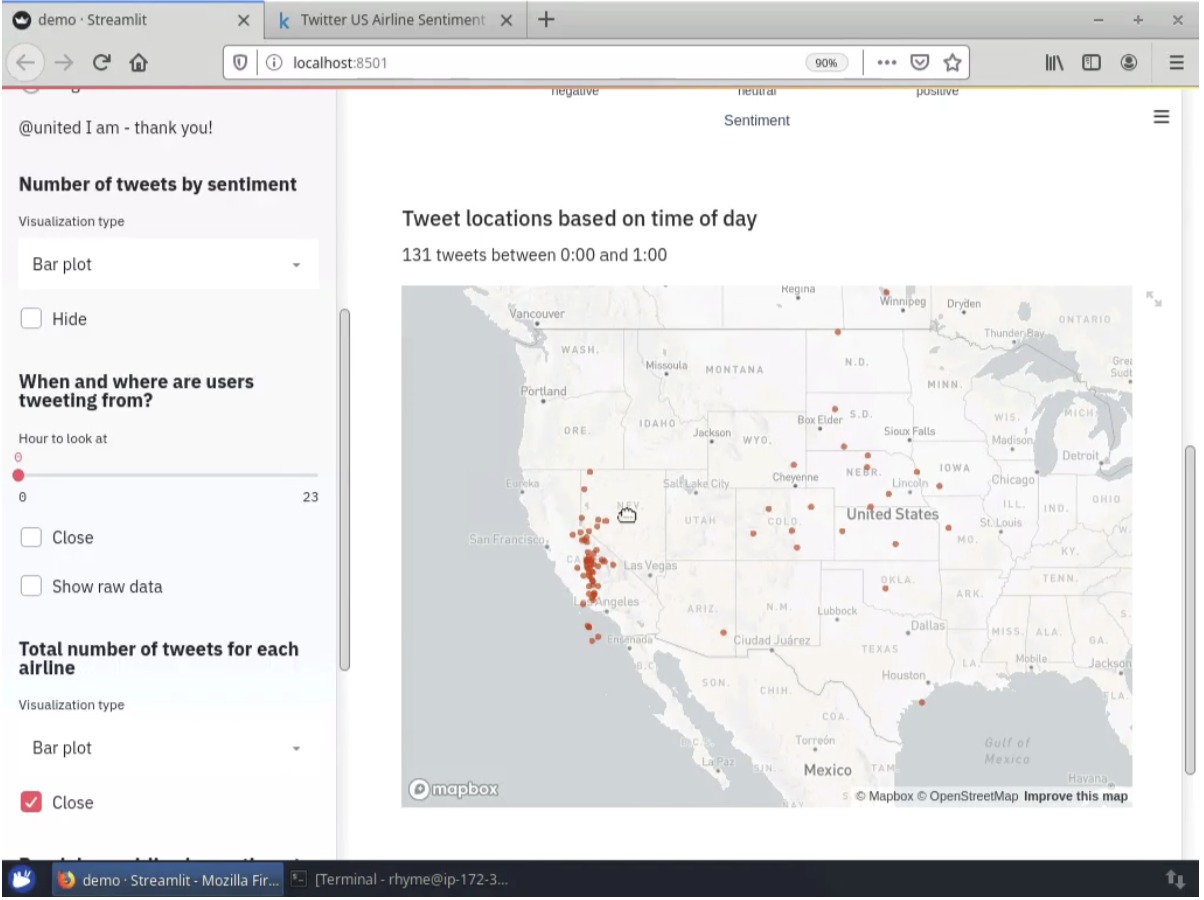 demo · Streamlit
Twitter US Airline Sentiment
localhost:8501
90%
@united I am - thank you!
Number of tweets by sentiment
Visualization type
Bar plot
Hide
When and where are users
tweeting from?
Hour to look at
0
0
23
Close
Show raw data
Total number of tweets for each
airline
Visualization type
Bar plot
Close
negative
neutral
positive
Sentiment
Tweet locations based on time of day
131 tweets between 0:00 and 1:00
Regina
Winnipeg
Dryden
Vancouver
ONTARIO
Thunder Bay
WASH.
Missoula
MONTANA
N.D.
MINN.
Portland
Box Elder
S.D.
WIS.
MICH.
ORE.
IDAHO
Jackson
WYO.
Sioux Falls
Madison
Detroit
Eureka
Salt Lake City
Cheyenne
NEBR.
IOWA
Chicago
Lincoln
NEV.
ILL.
IND.
OHIO
UTAH
COLO.
United States
St. Louis
San Francisco
MO.
W.
KY.
Las Vegas
OKLA.
TENN.
Los Angeles
ARIZ.
N.M.
Lubbock
ARK.
S.
Ensenada
Ciudad Juárez
Dallas
MISS.
ALA.
GA.
TEXAS
B.C.
LA.
Mobile
Jackson
SON.
Houston
CHIH.
FLA.
COA.
B.C.S.
Torreón
Gulf of
Mexico
La Paz
SIN.
Mexico
TAM
Havana
NAY
S
mapbox
© Mapbox © OpenStreetMap Improve this map
demo · Streamlit - Mozilla Fir...
[Terminal - rhyme@ip-172-3...